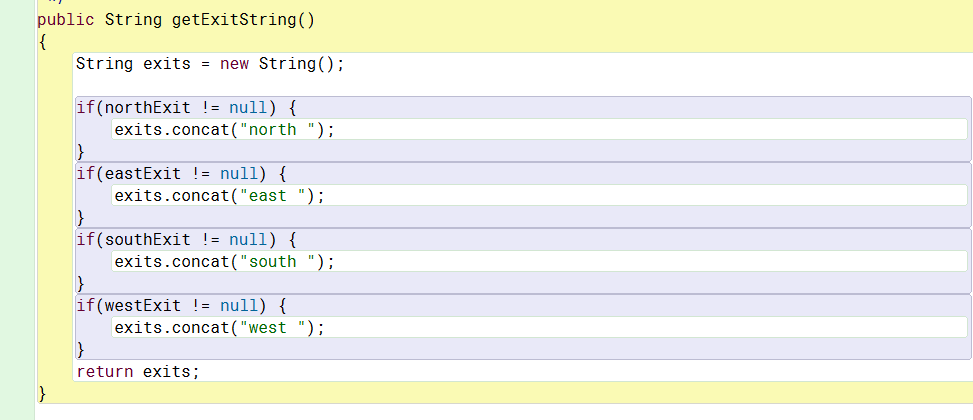 */
public String getExitString()
{
String exits = new String();
if(northExit != null) {
exits.concat("north ");
}
if(eastExit != null) {
exits.concat("east ");
}
if(southExit != null) {
exits.concat("south ");
}
if(westExit != null) {
exits.concat("west ");
}
return exits;
}